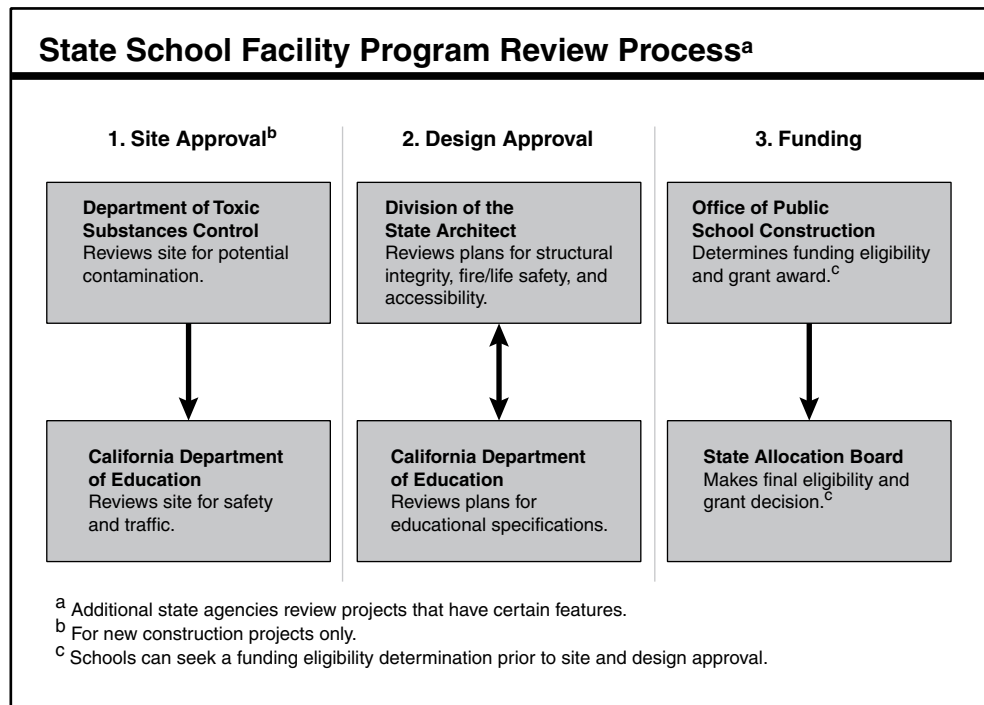 State School Facility Program Review Processᵃ
1. Site Approvalᵇ
Department of Toxic
Substances Control
Reviews site for potential
contamination.
California Department
of Education
Reviews site for safety
and traffic.
2. Design Approval
Division of the
State Architect
Reviews plans for structural
integrity, fire/life safety, and
accessibility.
California Department
of Education
Reviews plans for
educational specifications.
3. Funding
Office of Public
School Construction
Determines funding eligibility
and grant award.ᶜ
State Allocation Board
Makes final eligibility and
grant decision.ᶜ
ᵃ Additional state agencies review projects that have certain features.
ᵇ For new construction projects only.
ᶜ Schools can seek a funding eligibility determination prior to site and design approval.